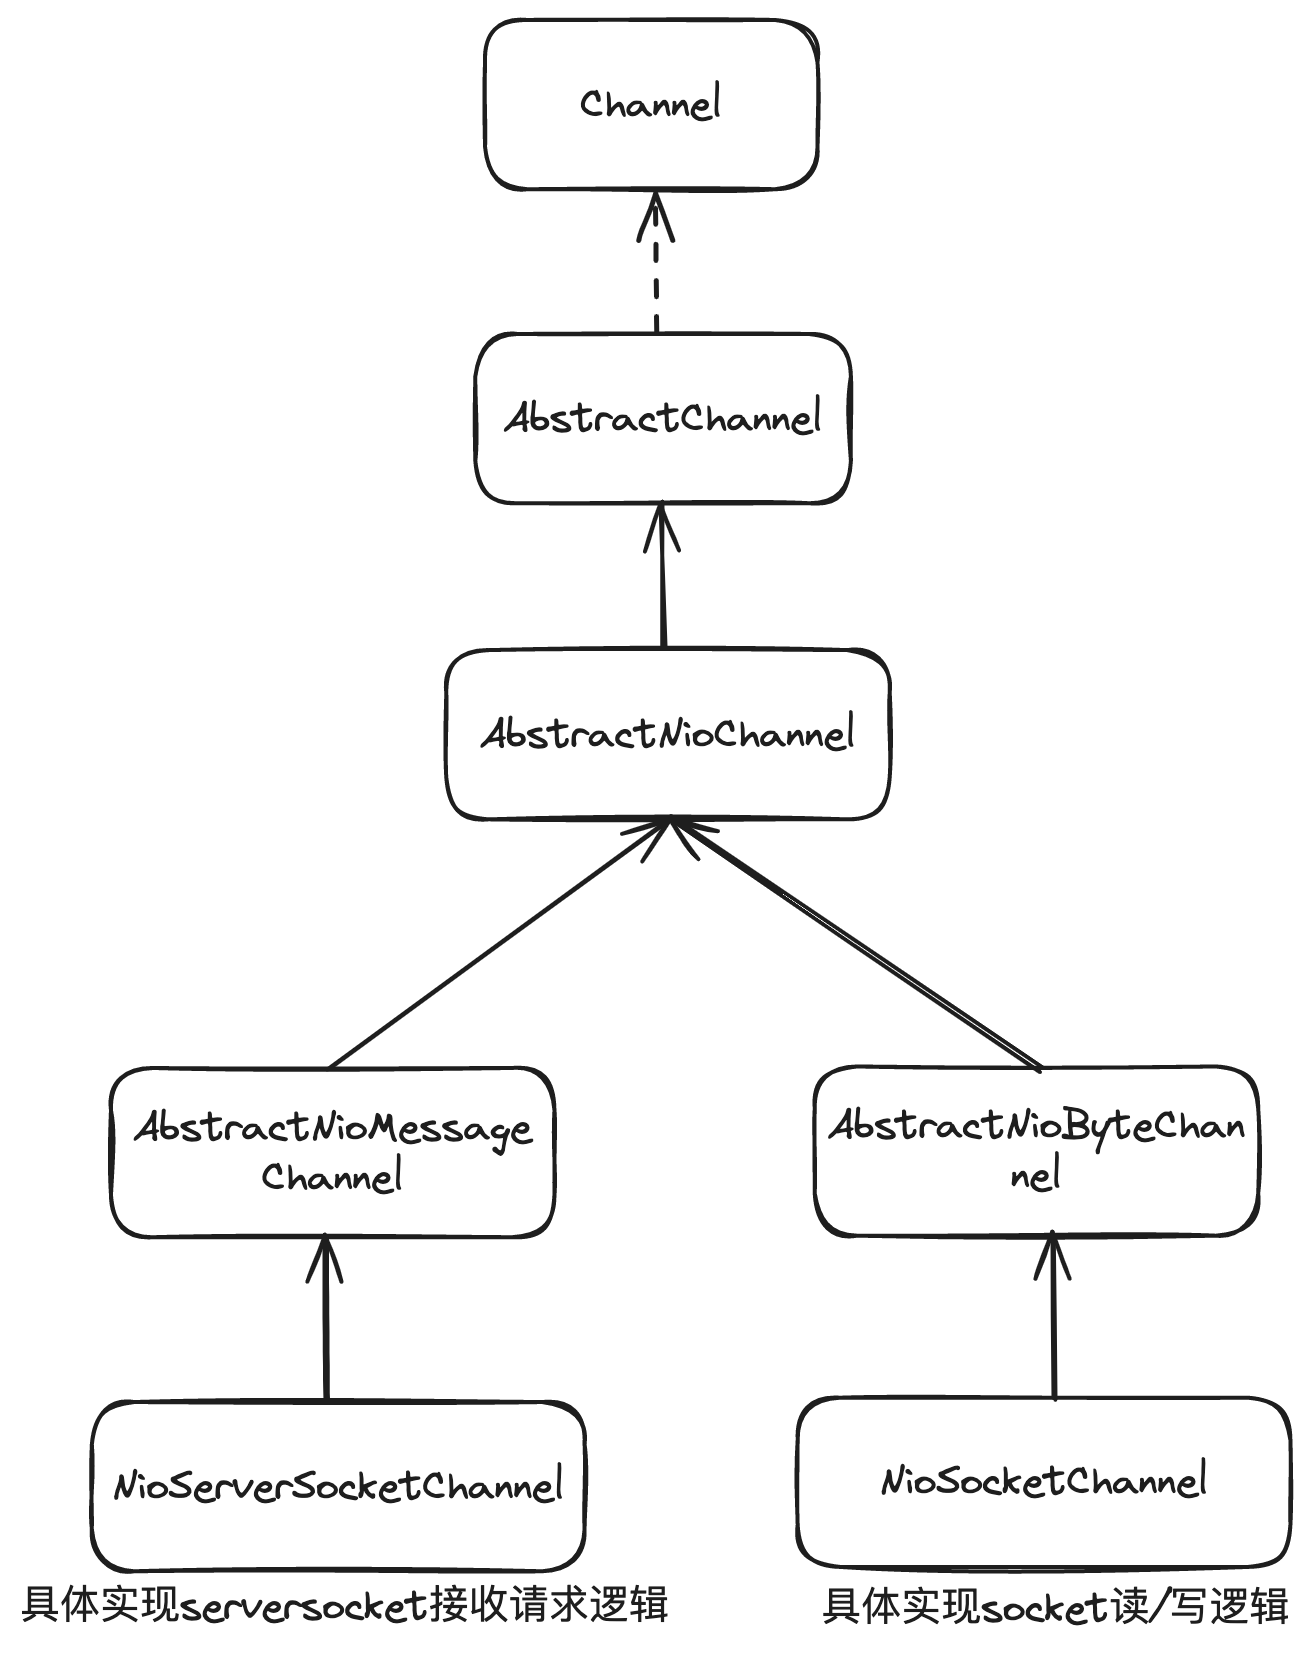 Channel
AbstractChannel
AbstractNioChannel
AbstractNioMessage
Channel
AbstractNioByteChan
nel
NioServerSocketChannel
NioSocketChannel
具体实现serversocket接收请求逻辑
具体实现socket读/写逻辑